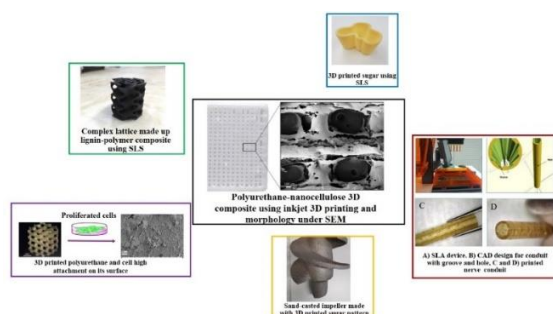 3D printed sugar using
SLS
Complex lattice made up
lignin-polymer composite
using SLS
Polyurethane-nanocellulose 3D
composite using inkjet 3D printing and
morphology under SEM
C
D
A) SLA device, B) CAD design for conduit
with groove and hole, C and D) printed
nerve conduit
Proliferated cells
3D printed polyurethane and cell high
attachment on its surface
Sand-casted impeller made
with 3D printed sugar pattern